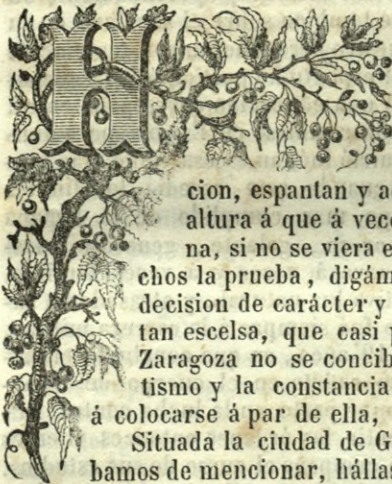 H
cion, espantan y a
altura á que á vec
na, si no se viera e
chos la prueba, digám
decision de carácter y
tan escelsa, que casi
Zaragoza no se concib
tismo y la constancia
á colocarse á par de ella,
Situada la ciudad de G
bamos de mencionar, hállas